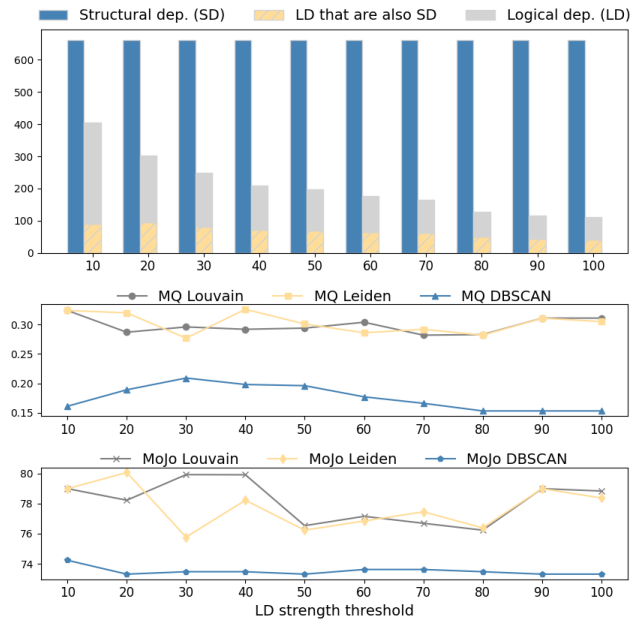 Structural dep. (SD) LD that are also SD Logical dep. (LD)
600
500
400
300
200
100
0
10 20 30 40 50 60 70 80 90 100
MQ Louvain MQ Leiden MQ DBSCAN
0.30
0.25
0.20
0.15
10 20 30 40 50 60 70 80 90 100
MoJo Louvain MoJo Leiden MoJo DBSCAN
80
78
76
74
10 20 30 40 50 60 70 80 90 100
LD strength threshold